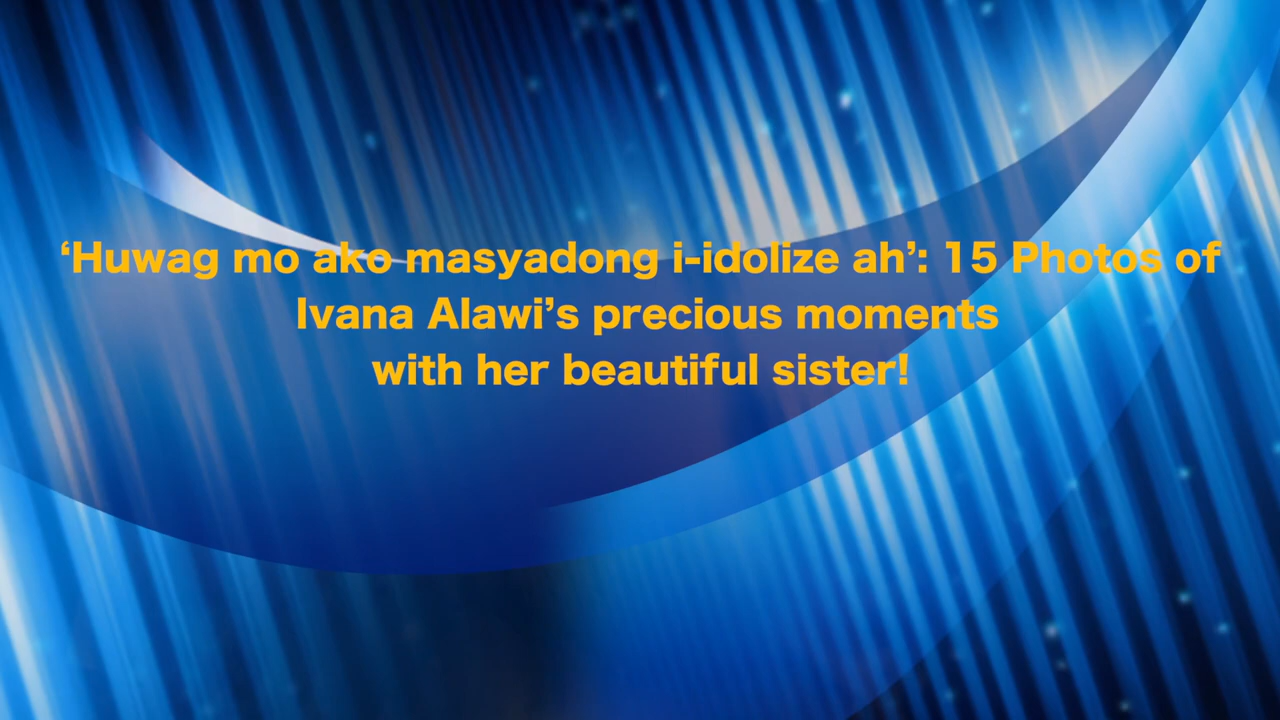 ‘Huwag mo ako masyadong i-idolize ah’: 15 Photos of
Ivana Alawi’s precious moments
with her beautiful sister!